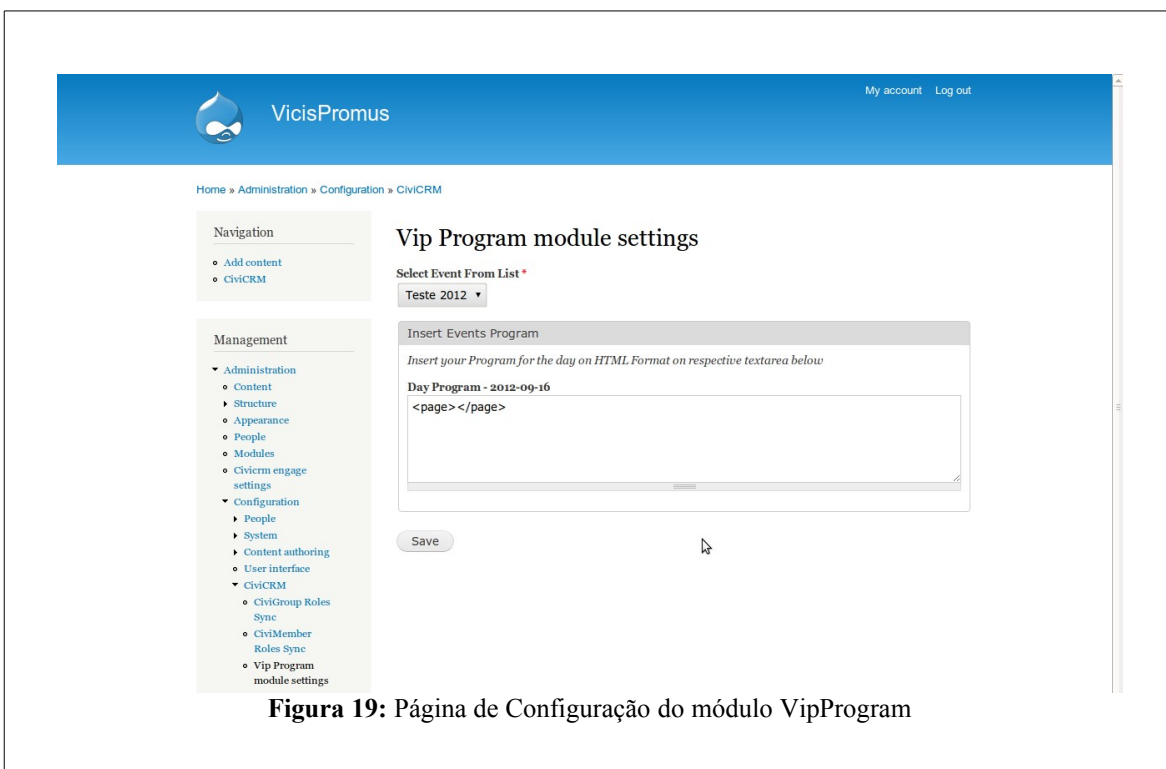 VicisPromus
My account Log out
Home » Administration » Configuration » CiviCRM
Navigation
Add content
CiviCRM
Management
Administration
Content
Structure
Appearance
People
Modules
Civicrm engage
settings
Configuration
People
System
Content authoring
User interface
CiviCRM
CiviGroup Roles
Sync
CiviMember
Roles Sync
Vip Program
module settings
Vip Program module settings
Select Event From List *
Teste 2012
Insert Events Program
Insert your Program for the day on HTML Format on respective textarea below
Day Program - 2012-09-16
<page></page>
Save
Figura 19: Página de Configuração do módulo VipProgram